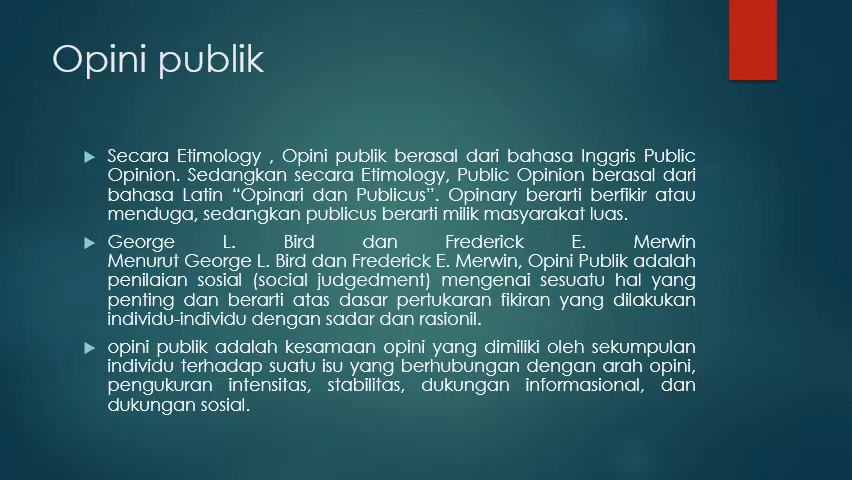 Opini publik
Secara Etimology , Opini publik berasal dari bahasa Inggris Public
Opinion. Sedangkan secara Etimology, Public Opinion berasal dari
bahasa Latin “Opinari dan Publicus”. Opinary berarti berfikir atau
menduga, sedangkan publicus berarti milik masyarakat luas.
George L. Bird dan Frederick E. Merwin
Menurut George L. Bird dan Frederick E. Merwin, Opini Publik adalah
penilaian sosial (social judgedment) mengenai sesuatu hal yang
penting dan berarti atas dasar pertukaran fikiran yang dilakukan
individu-individu dengan sadar dan rasionil.
opini publik adalah kesamaan opini yang dimiliki oleh sekumpulan
individu terhadap suatu isu yang berhubungan dengan arah opini,
pengukuran intensitas, stabilitas, dukungan informasional, dan
dukungan sosial.